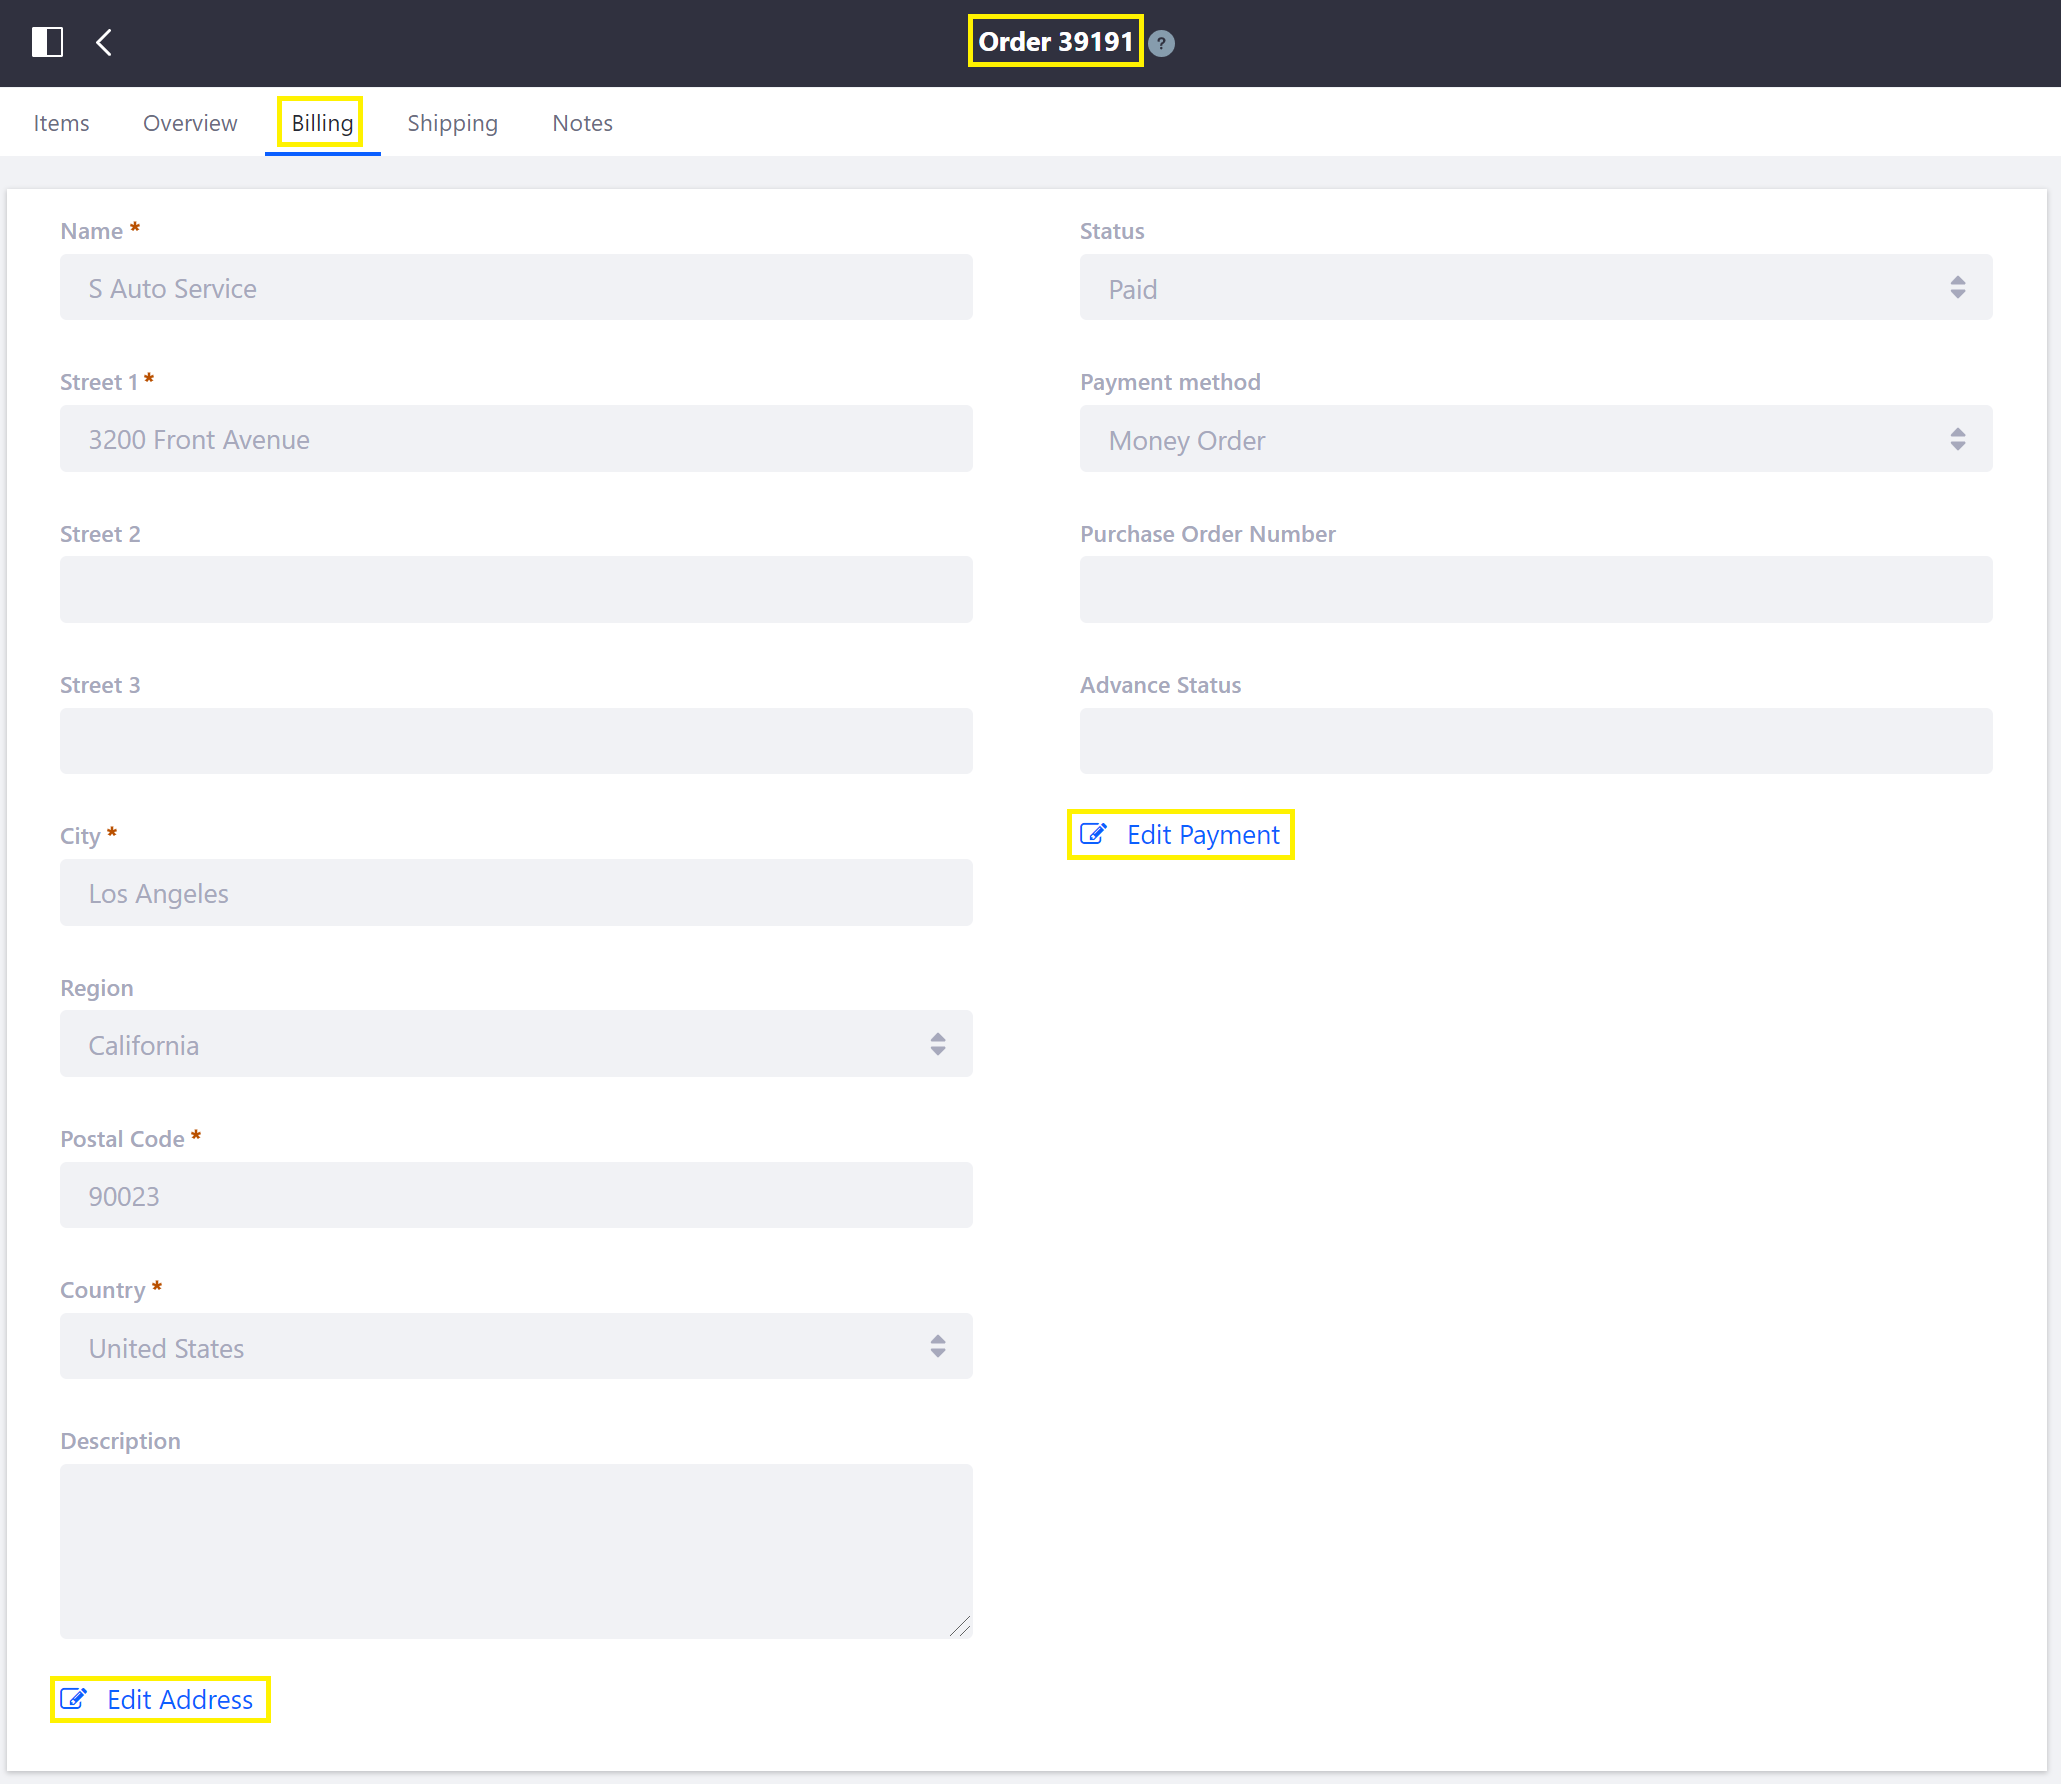 Order 39191 ?
Items Overview Billing Shipping Notes
Name *
S Auto Service
Street 1 *
3200 Front Avenue
Street 2
Street 3
City *
Los Angeles
Region
California
Postal Code *
90023
Country *
United States
Description
Edit Address
Status
Paid
Payment method
Money Order
Purchase Order Number
Advance Status
Edit Payment